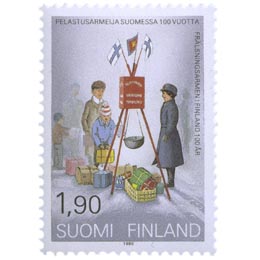 PELASTUSARMEIJA SUOMESSA 100 VUOTTA
FRÄLSNINGSARMÉN I FINLAND 100 ÅR
1,90
SUOMI FINLAND